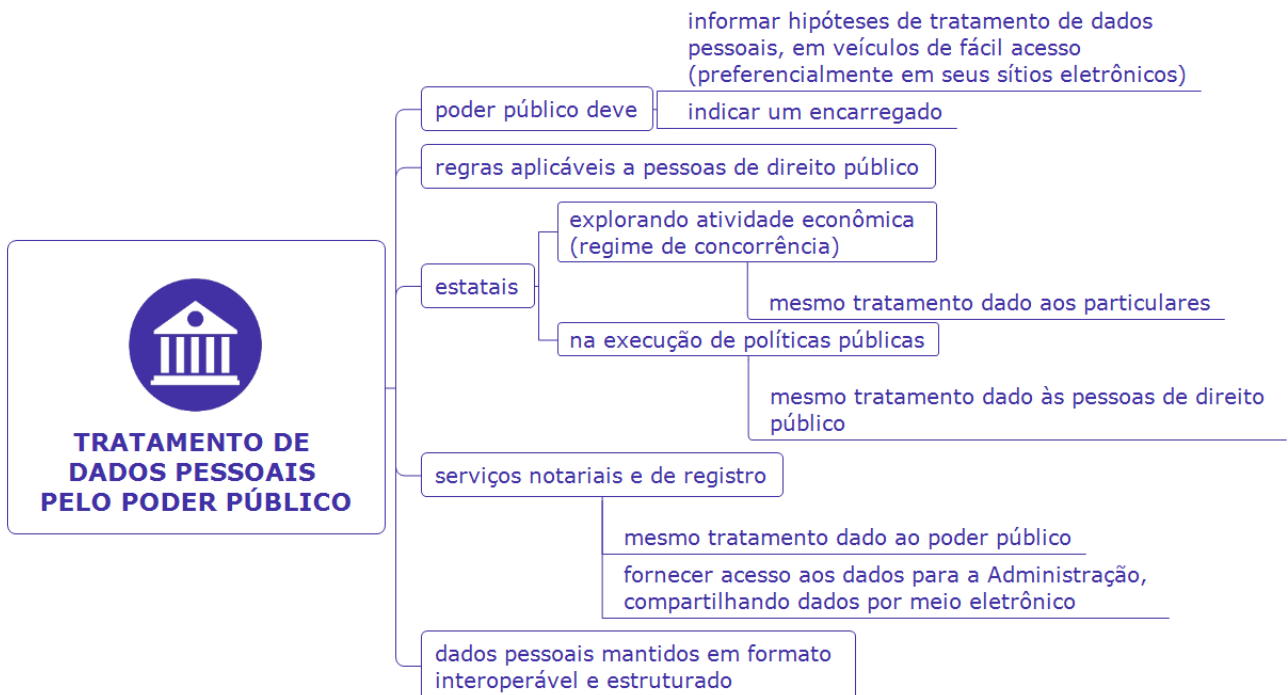 informar hipóteses de tratamento de dados
pessoais, em veículos de fácil acesso
(preferencialmente em seus sítios eletrônicos)
poder público deve
indicar um encarregado
regras aplicáveis a pessoas de direito público
explorando atividade econômica
(regime de concorrência)
estatais
mesmo tratamento dado aos particulares
na execução de políticas públicas
mesmo tratamento dado às pessoas de direito
público
TRATAMENTO DE
DADOS PESSOAIS
PELO PODER PÚBLICO
serviços notariais e de registro
mesmo tratamento dado ao poder público
fornecer acesso aos dados para a Administração,
compartilhando dados por meio eletrônico
dados pessoais mantidos em formato
interoperável e estruturado